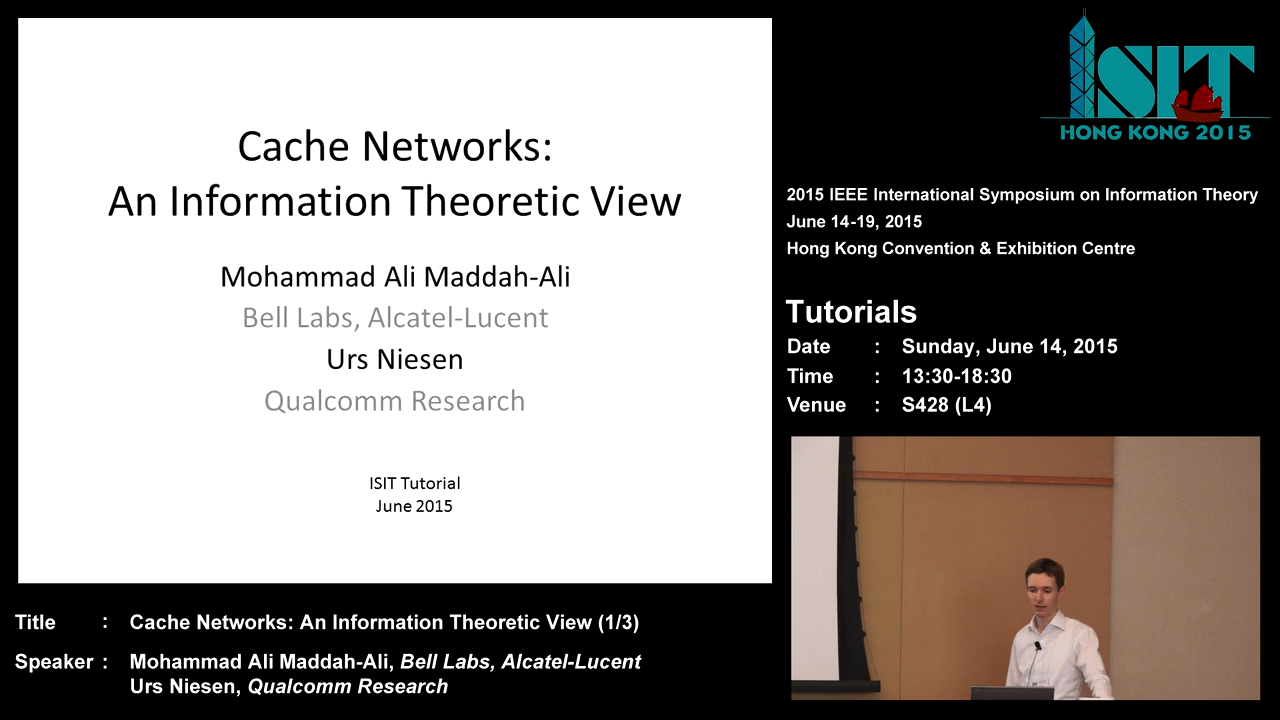 Cache Networks:
An Information Theoretic View
Mohammad Ali Maddah-Ali
Bell Labs, Alcatel-Lucent
Urs Niesen
Qualcomm Research
ISIT Tutorial
June 2015
ISIT
HONG KONG 2015
2015 IEEE International Symposium on Information Theory
June 14-19, 2015
Hong Kong Convention & Exhibition Centre
Tutorials
Date : Sunday, June 14, 2015
Time : 13:30-18:30
Venue : S428 (L4)
Title : Cache Networks: An Information Theoretic View (1/3)
Speaker : Mohammad Ali Maddah-Ali, Bell Labs, Alcatel-Lucent
Urs Niesen, Qualcomm Research